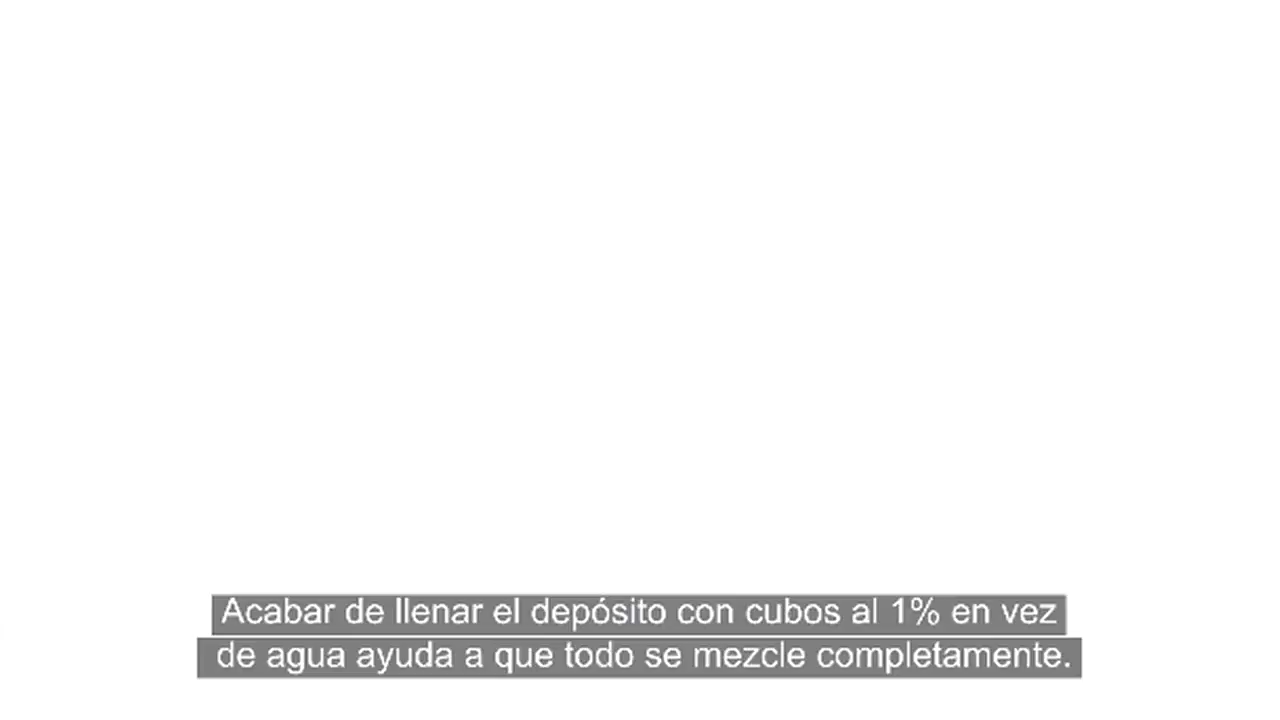 Acabar de llenar el depósito con cubos al 1% en vez
de agua ayuda a que todo se mezcle completamente.